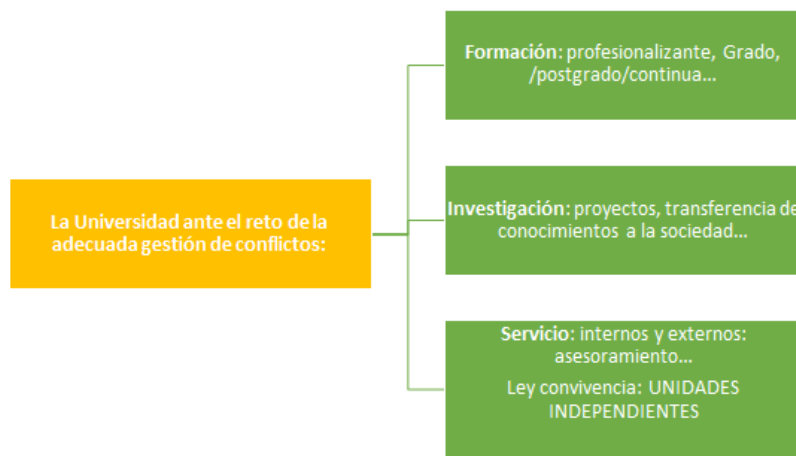 La Universidad ante el reto de la
adecuada gestión de conflictos:
Formación: profesionalizante, Grado,
/postgrado/continua...
Investigación: proyectos, transferencia de
conocimientos a la sociedad...
Servicio: internos y externos:
asesoramiento...
Ley convivencia: UNIDADES
INDEPENDIENTES